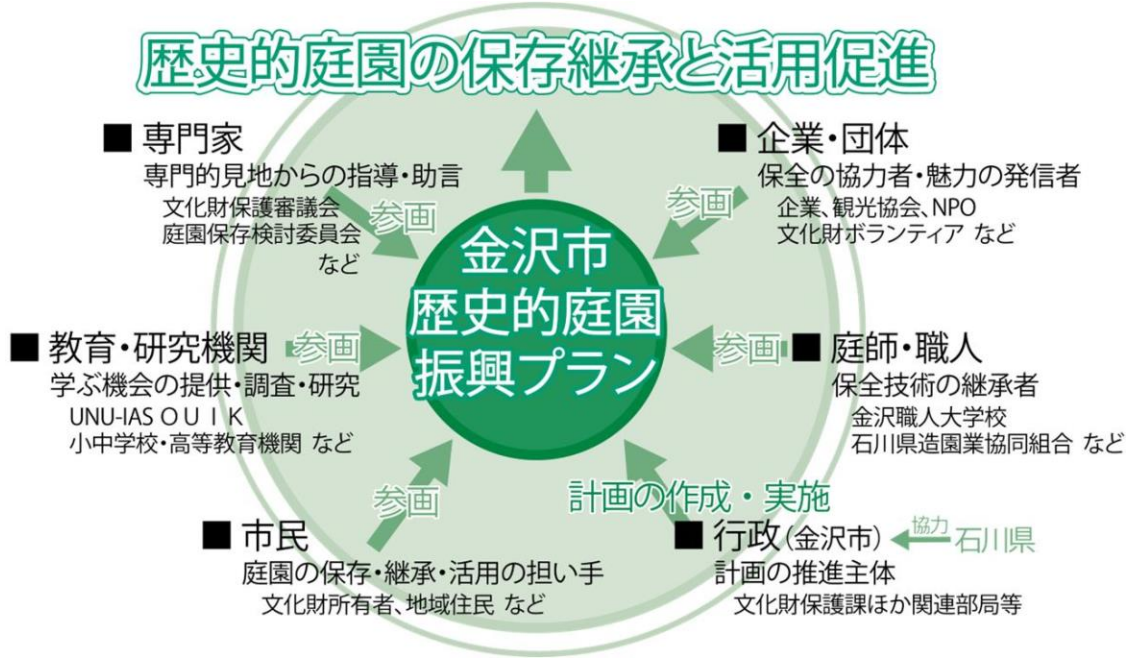 歴史的庭園の保存継承と活用促進
■ 専門家
専門的見地からの指導・助言
文化財保護審議会
庭園保存検討委員会
など
参画
■ 企業・団体
保全の協力者・魅力の発信者
企業、観光協会、NPO
文化財ボランティア など
参画
金沢市
歴史的庭園
振興プラン
■ 教育・研究機関
学ぶ機会の提供・調査・研究
UNU-IAS O U I K
小中学校・高等教育機関 など
参画
■ 庭師・職人
保全技術の継承者
金沢職人大学校
石川県造園業協同組合 など
参画
■ 市民
庭園の保存・継承・活用の担い手
文化財所有者、地域住民 など
参画
計画の作成・実施
■ 行政(金沢市)
協力
石川県
計画の推進主体
文化財保護課ほか関連部局等